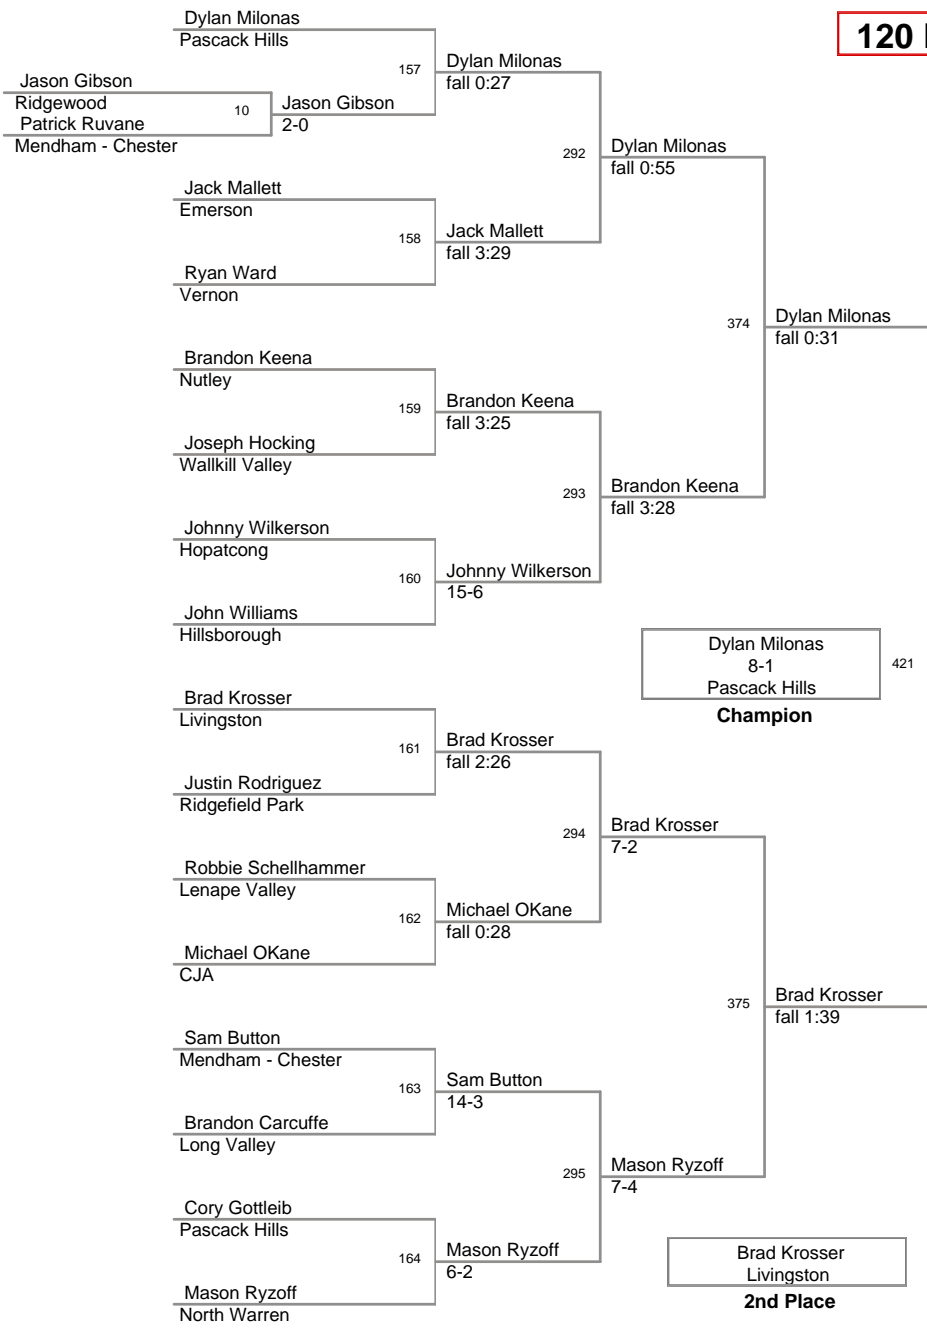 Dylan Milonas
Pascack Hills
120
157
Dylan Milonas
fall 0:27
Jason Gibson
Ridgewood
10
Jason Gibson
2-0
Patrick Ruvane
Mendham - Chester
292
Dylan Milonas
fall 0:55
Jack Mallett
Emerson
158
Jack Mallett
fall 3:29
Ryan Ward
Vernon
374
Dylan Milonas
fall 0:31
Brandon Keena
Nutley
159
Brandon Keena
fall 3:25
Joseph Hocking
Wallkill Valley
293
Brandon Keena
fall 3:28
Johnny Wilkerson
Hopatcong
160
Johnny Wilkerson
15-6
John Williams
Hillsborough
Dylan Milonas
8-1
Pascack Hills
421
Champion
Brad Krosser
Livingston
161
Brad Krosser
fall 2:26
Justin Rodriguez
Ridgefield Park
294
Brad Krosser
7-2
Robbie Schellhammer
Lenape Valley
162
Michael OKane
fall 0:28
Michael OKane
CJA
375
Brad Krosser
fall 1:39
Sam Button
Mendham - Chester
163
Sam Button
14-3
Brandon Carcuffe
Long Valley
295
Mason Ryzoff
7-4
Cory Gottleib
Pascack Hills
164
Mason Ryzoff
6-2
Mason Ryzoff
North Warren
Brad Krosser
Livingston
2nd Place